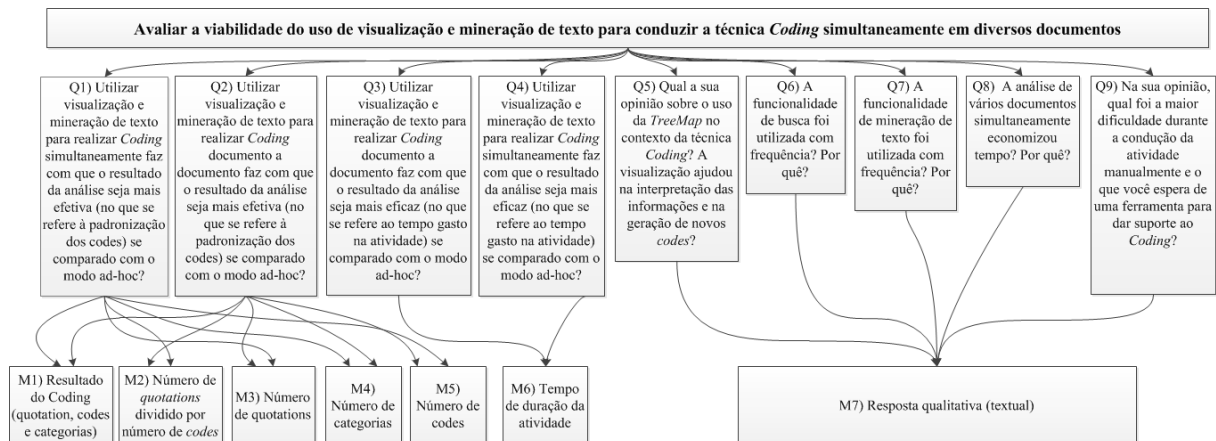 Avaliar a viabilidade do uso de visualização e mineração de texto para conduzir a técnica Coding simultaneamente em diversos documentos
Q1) Utilizar
visualização e
mineração de texto
para realizar Coding
simultaneamente faz
com que o resultado
da análise seja mais
efetiva (no que se
refere à padronização
dos codes) se
comparado com o
modo ad-hoc?
Q2) Utilizar
visualização e
mineração de texto
para realizar Coding
documento a
documento faz com
que o resultado da
análise seja mais
efetiva (no que se
refere à
padronização dos
codes) se comparado
com o modo ad-hoc?
Q3) Utilizar
visualização e
mineração de texto
para realizar Coding
documento a
documento faz com
que o resultado da
análise seja mais
eficaz (no que se
refere ao tempo gasto
na atividade) se
comparado com o
modo ad-hoc?
Q4) Utilizar
visualização e
mineração de texto
para realizar Coding
simultaneamente faz
com que o resultado
da análise seja mais
eficaz (no que se
refere ao tempo
gasto na atividade) se
comparado com o
modo ad-hoc?
Q5) Qual a sua
opinião sobre o uso
da TreeMap no
contexto da técnica
Coding? A
visualização ajudou
na interpretação das
informações e na
geração de novos
codes?
Q6) A
funcionalidade
de busca foi
utilizada com
frequência? Por
quê?
Q7) A
funcionalidade
de mineração de
texto foi
utilizada com
frequência? Por
quê?
Q8) A análise de
vários documentos
simultaneamente
economizou
tempo? Por quê?
Q9) Na sua opinião,
qual foi a maior
dificuldade durante
a condução da
atividade
manualmente e o
que você espera de
uma ferramenta para
dar suporte ao
Coding?
M1) Resultado
do Coding
(quotation, codes
e categorias)
M2) Número de
quotations
dividido por
número de codes
M3) Número
de quotations
M4)
Número de
categorias
M5)
Número de
codes
M6) Tempo
de duração da
atividade
M7) Resposta qualitativa (textual)